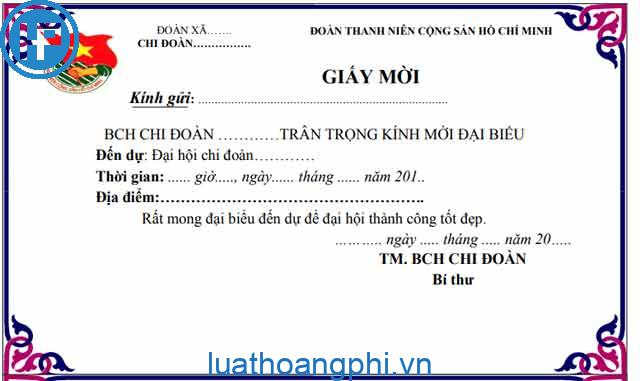 ĐOÀN XÃ…….
ĐOÀN THANH NIÊN CỘNG SẢN HỒ CHÍ MINH
CHI ĐOÀN……………
GIẤY MỜI
Kính gửi: ..........................................................................
BCH CHI ĐOÀN …………TRÂN TRỌNG KÍNH MỜI ĐẠI BIỂU
Đến dự: Đại hội chi đoàn…………
Thời gian: ...... giờ....., ngày...... tháng ...... năm 201..
Địa điểm:……………………………………….
Rất mong đại biểu đến dự để đại hội thành công tốt đẹp.
……….. ngày ..... tháng ..... năm 20…..
TM. BCH CHI ĐOÀN
Bí thư
luathoangphi.vn